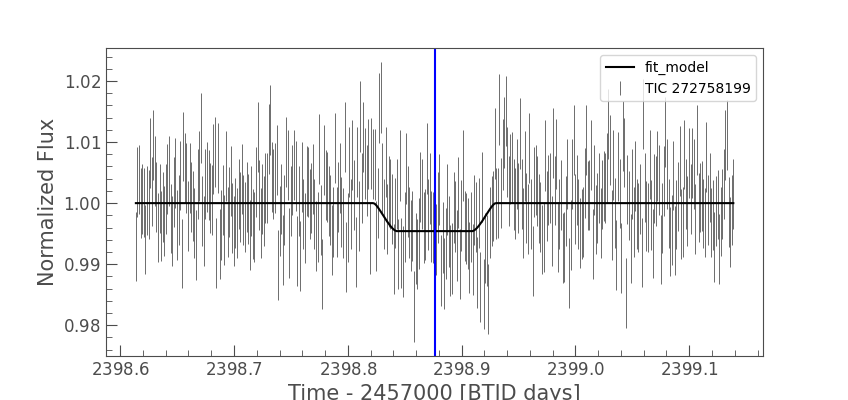 fit_model
TIC 272758199
1.02
1.01
1.00
0.99
0.98
Normalized Flux
2398.6 2398.7 2398.8 2398.9 2399.0 2399.1
Time - 2457000 [BTJD days]